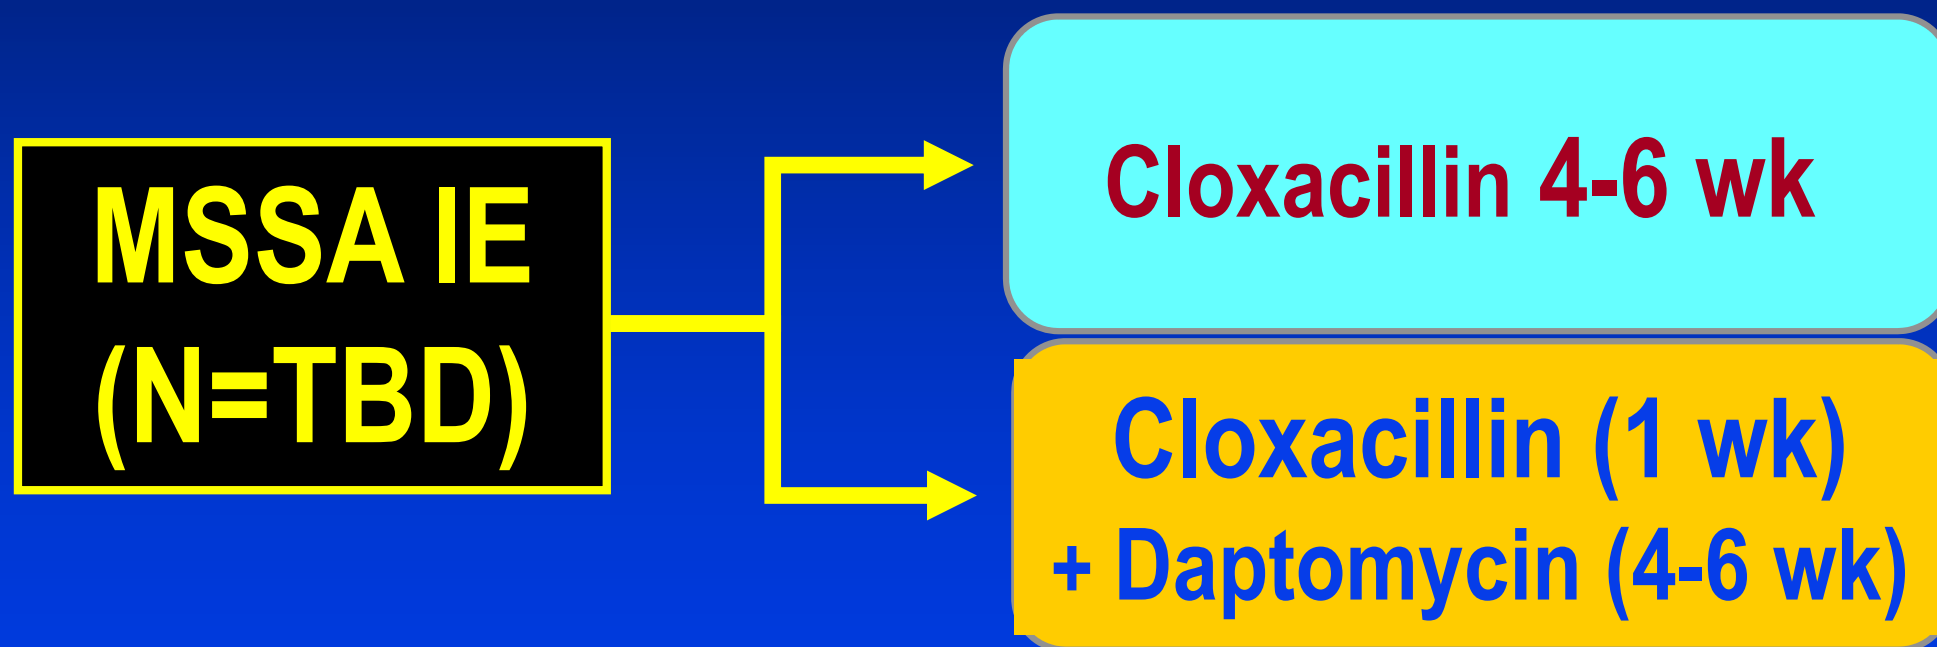 MSSA IE
(N=TBD)
Cloxacillin 4-6 wk
Cloxacillin (1 wk)
+ Daptomycin (4-6 wk)